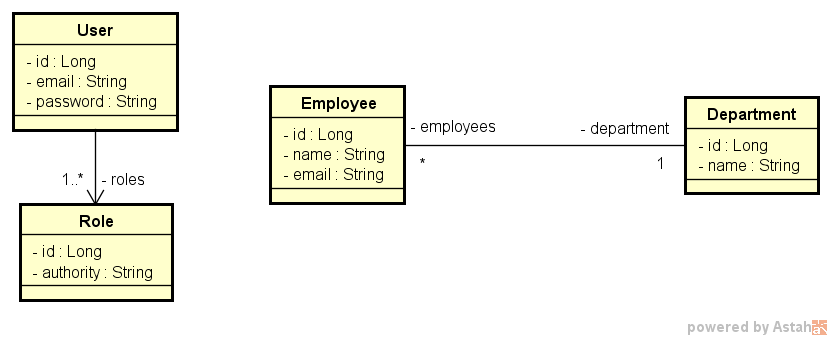 User
- id : Long
- email : String
- password : String
1..*
- roles
Role
- id : Long
- authority : String
Employee
- id : Long
- name : String
- email : String
- employees
*
- department
1
Department
- id : Long
- name : String
powered by Astah